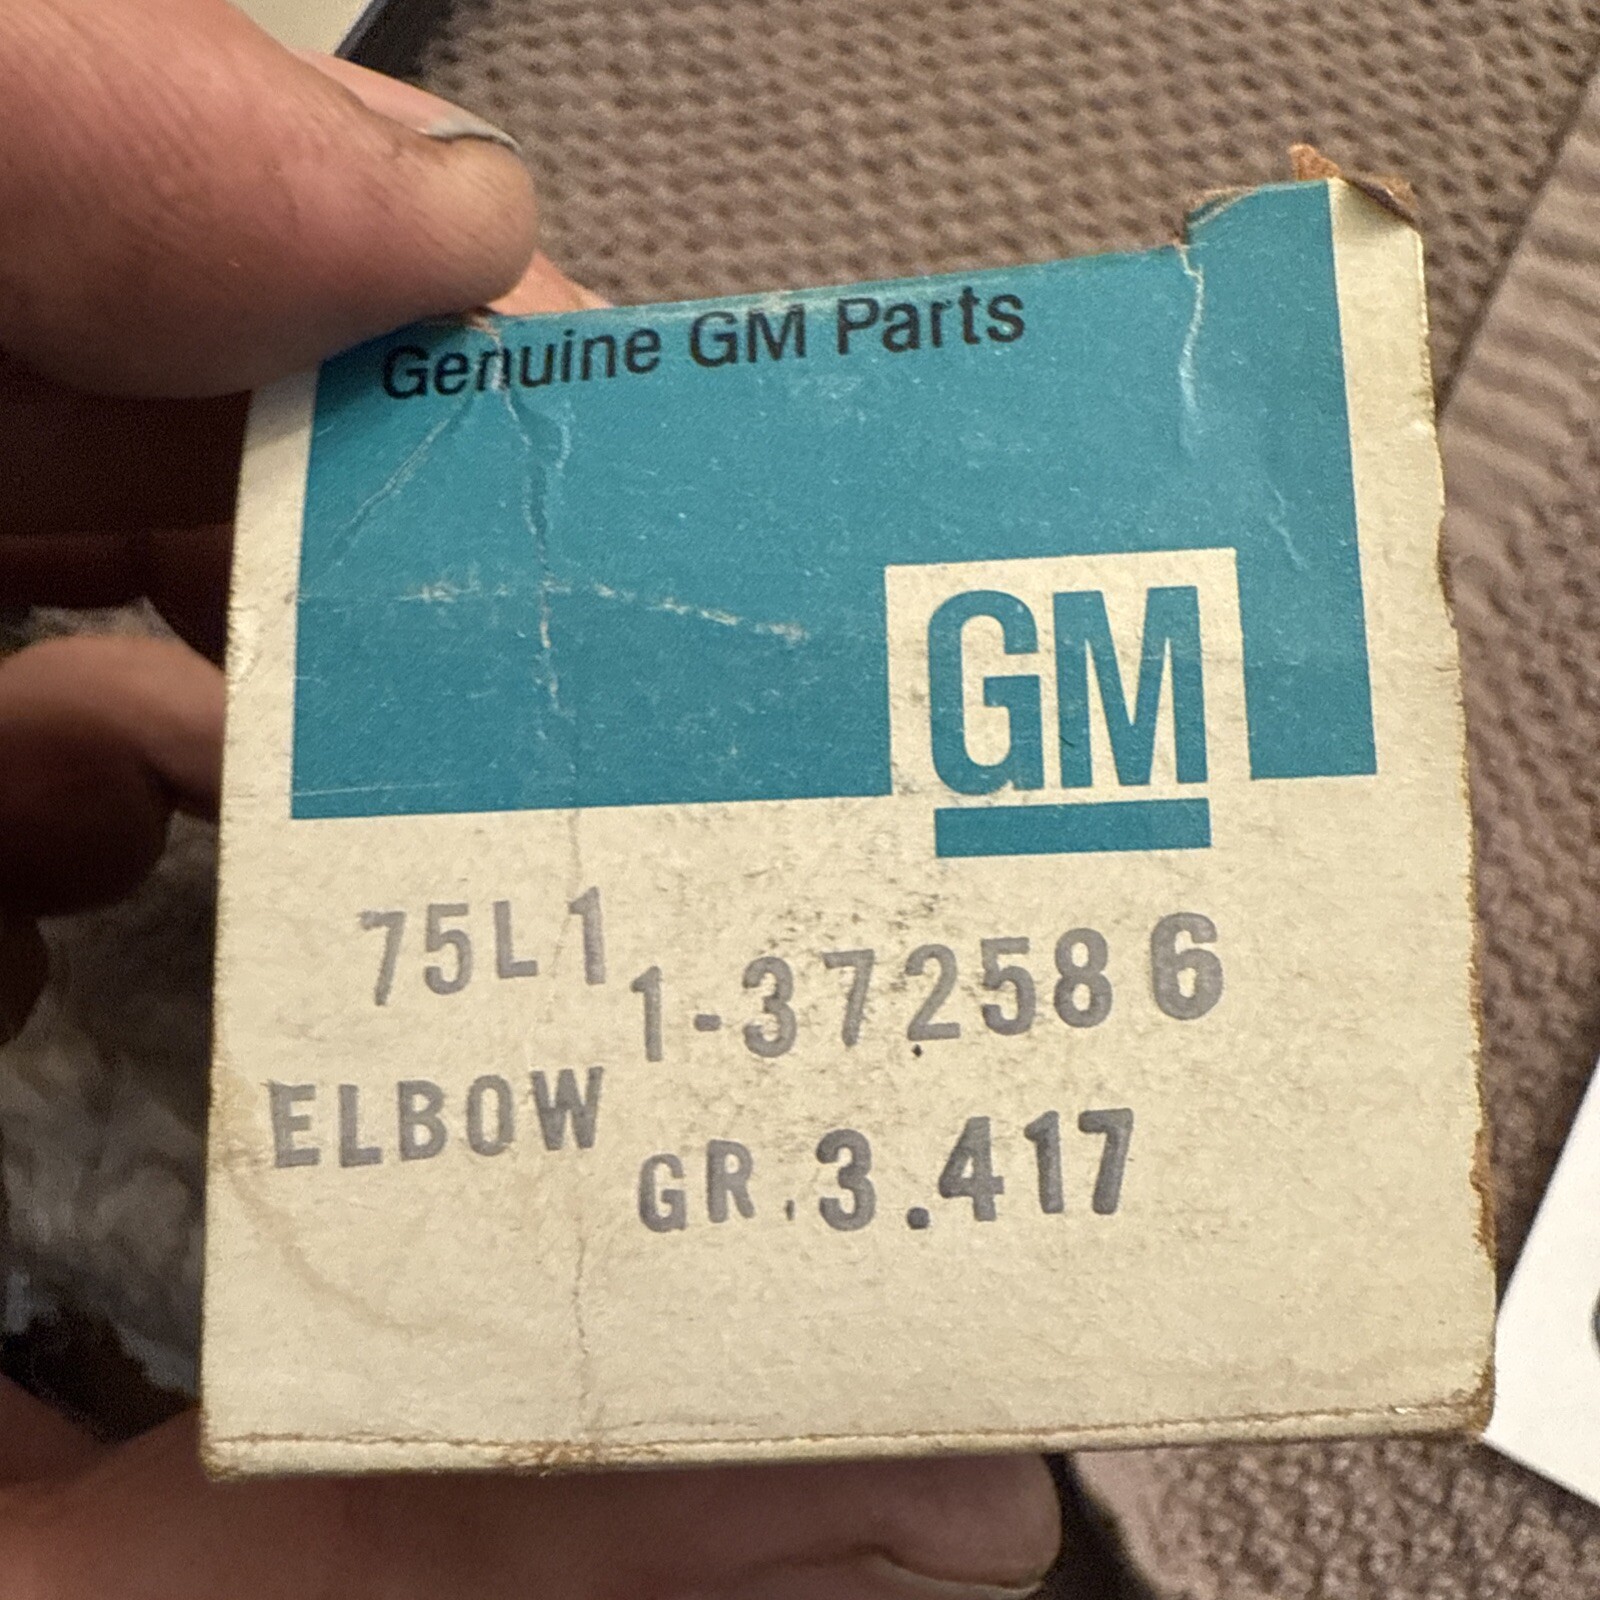 Genuine GM Parts
GM
75L1
1-372586
ELBOW
GR.3.417